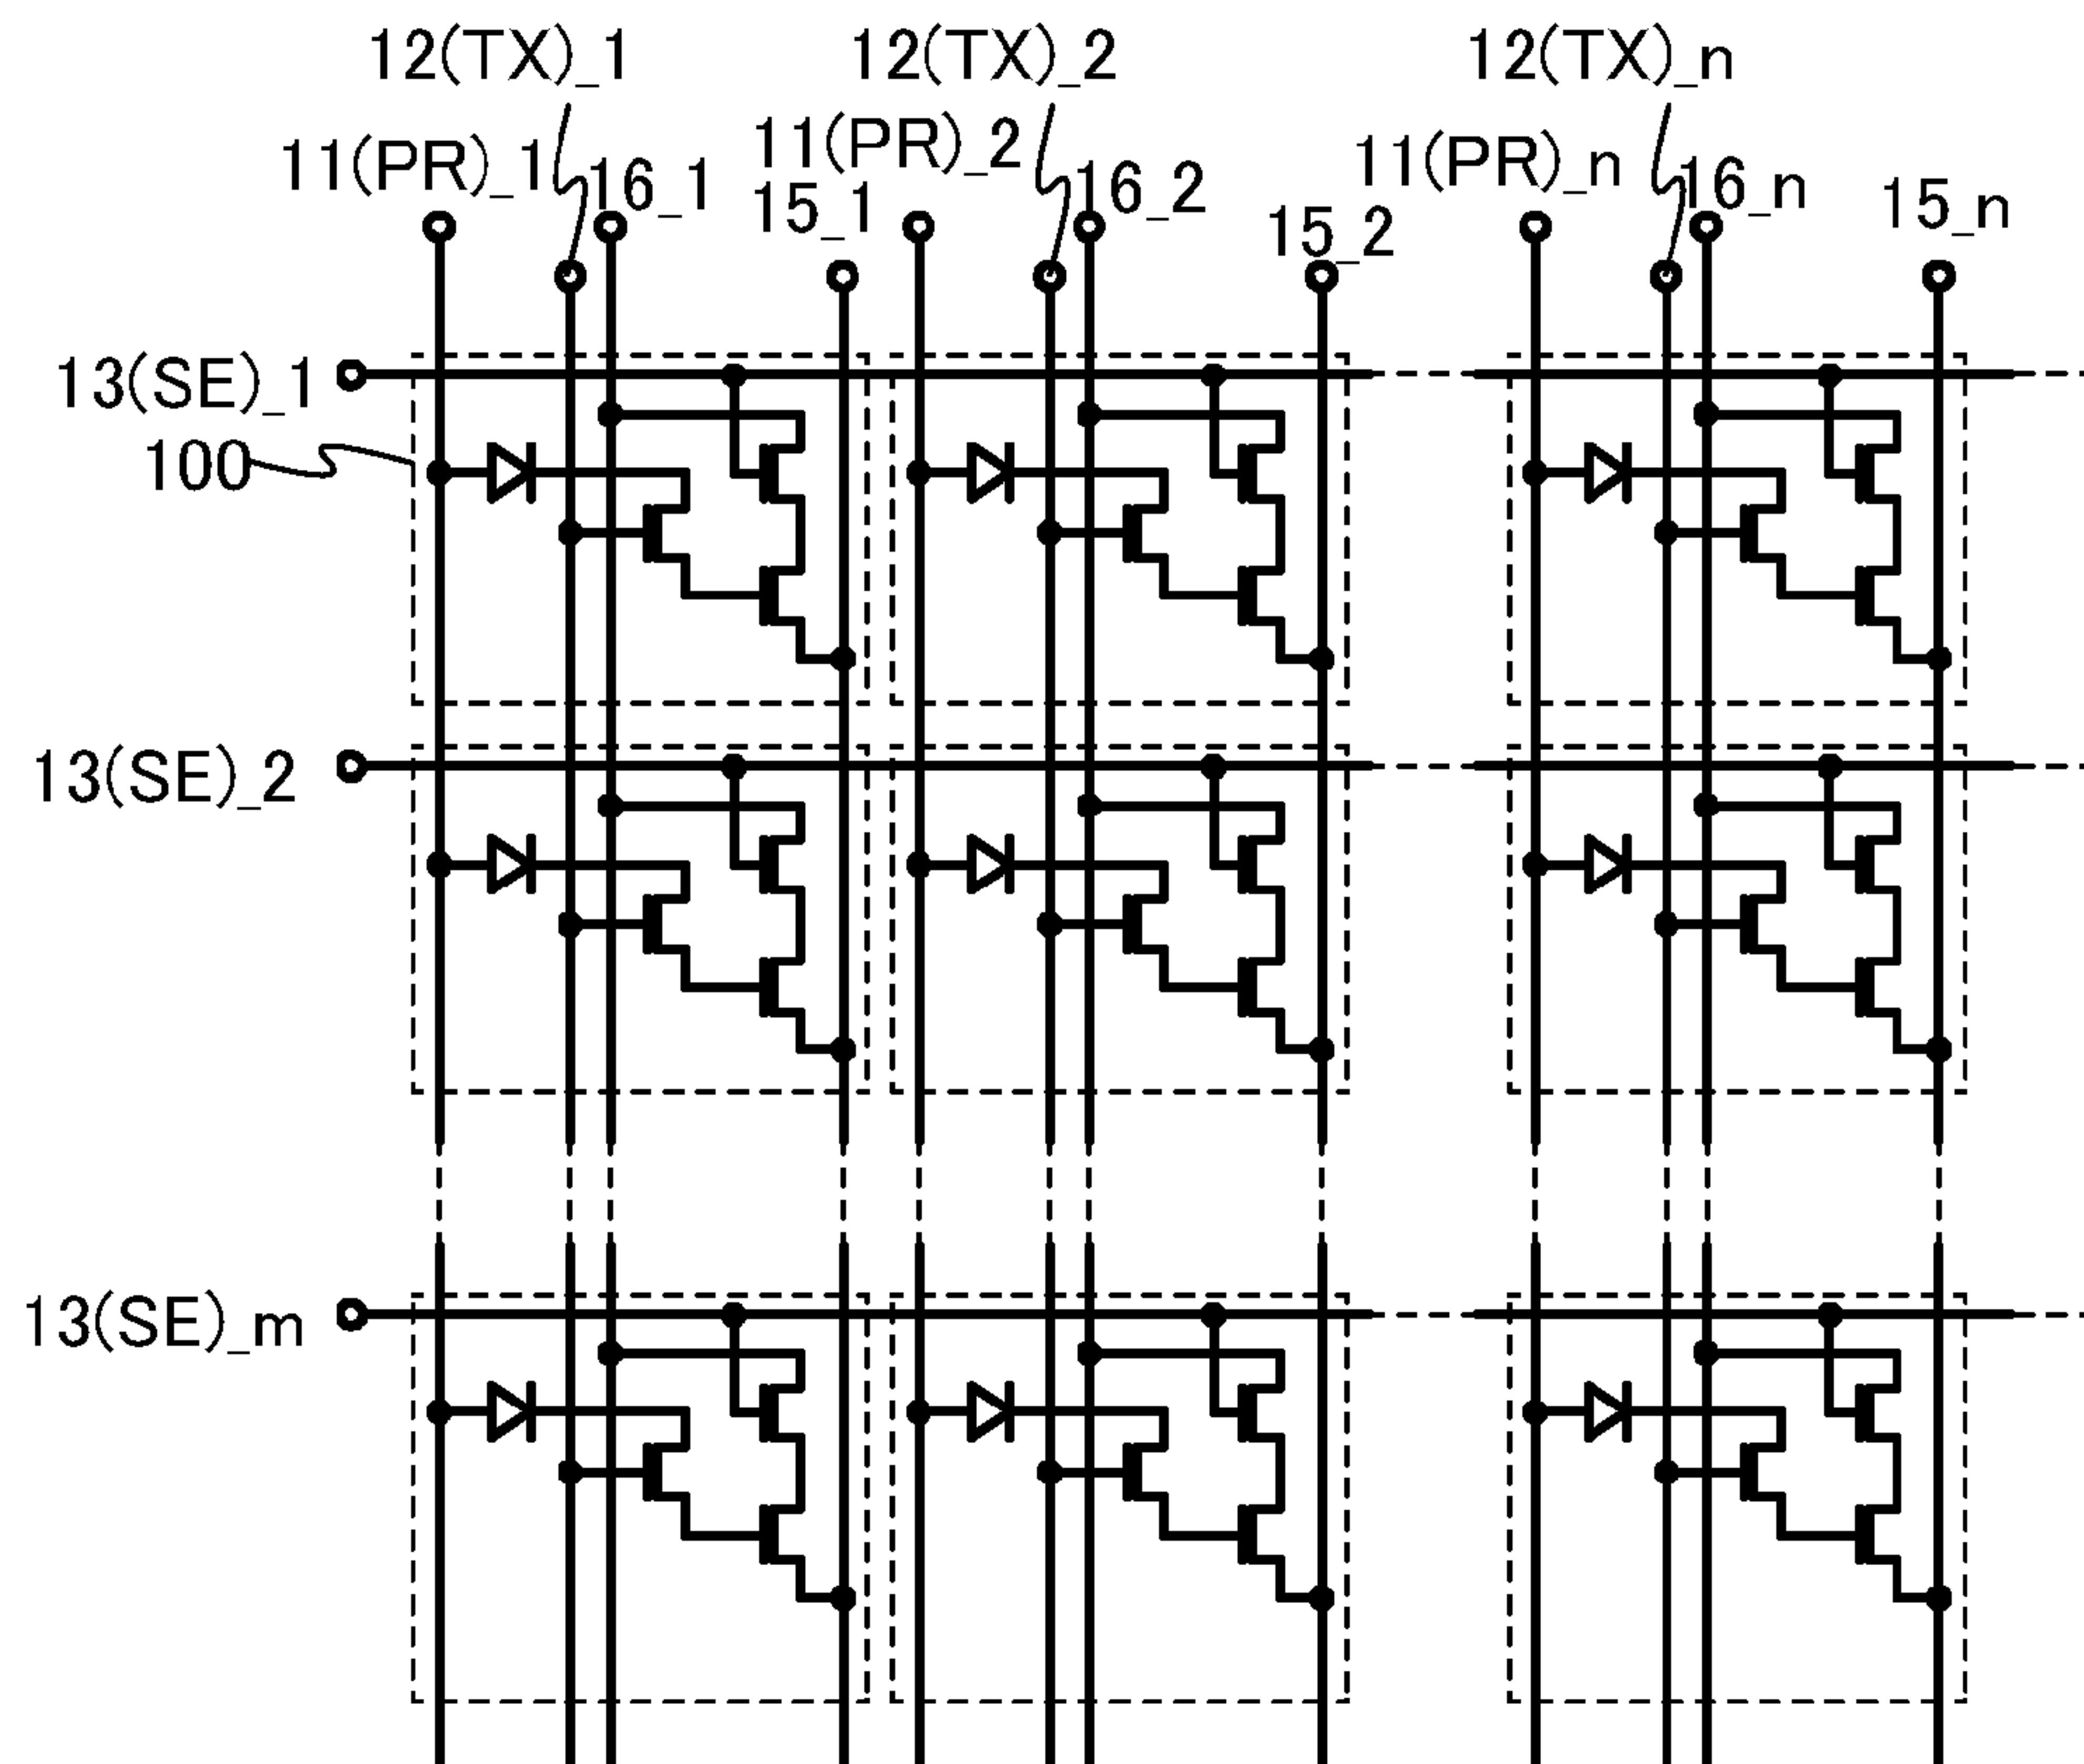 12(TX)_1 12(TX)_2 12(TX)_n
11(PR)_1 11(PR)_2 11(PR)_n
16_1 15_1 16_2 15_2 16_n 15_n
13(SE)_1
100
13(SE)_2
13(SE)_m